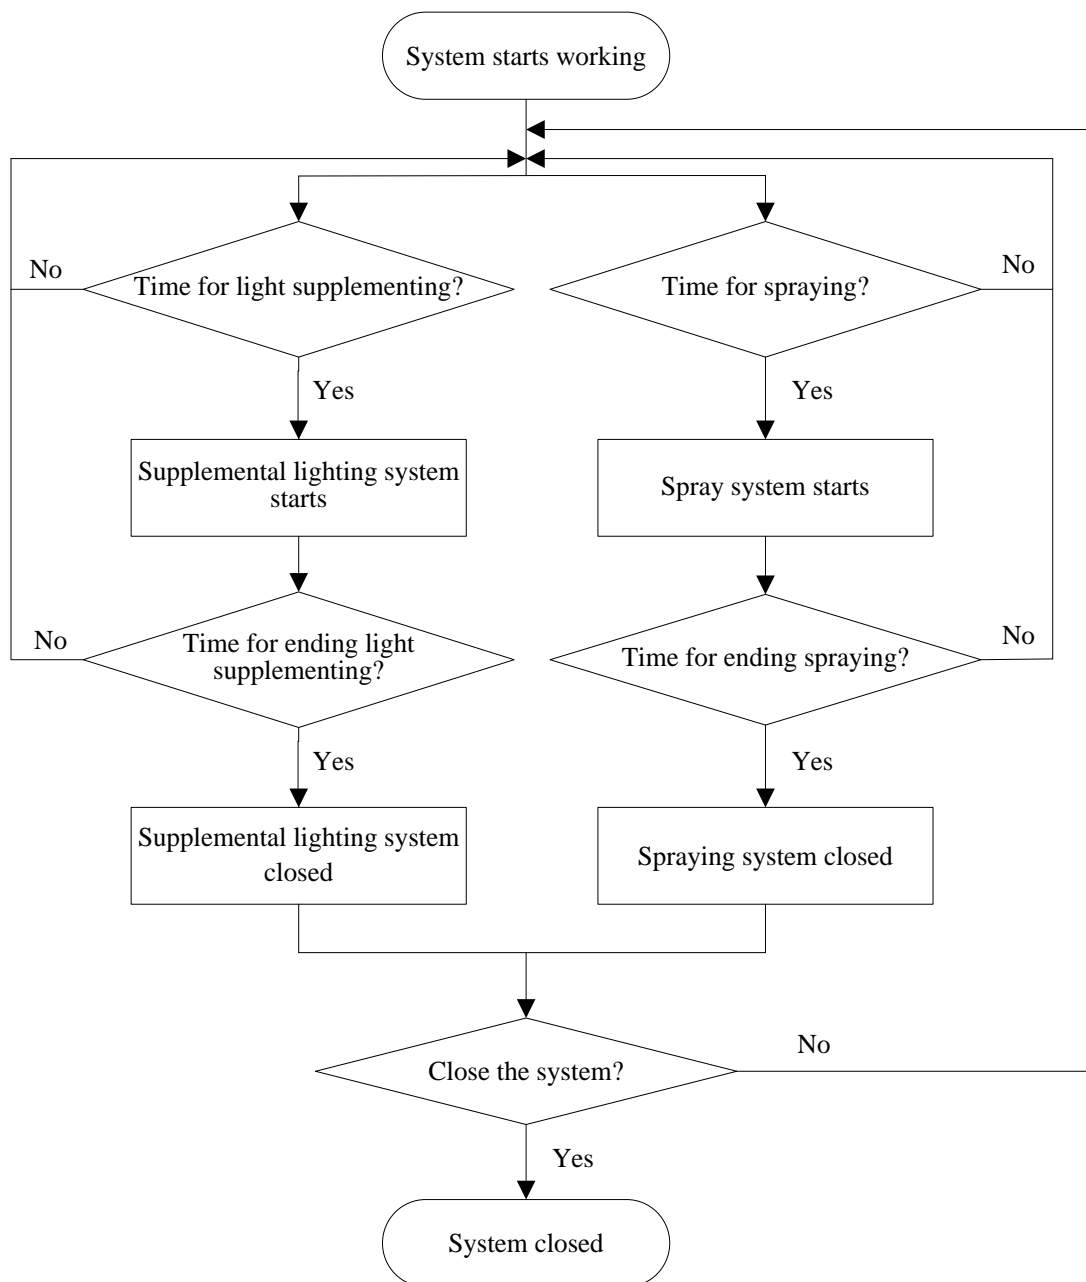 System starts working
No
Time for light supplementing?
Time for spraying?
No
Yes
Yes
Supplemental lighting system
starts
Spray system starts
No
Time for ending light
supplementing?
Time for ending spraying?
No
Yes
Yes
Supplemental lighting system
closed
Spraying system closed
Close the system?
No
Yes
System closed